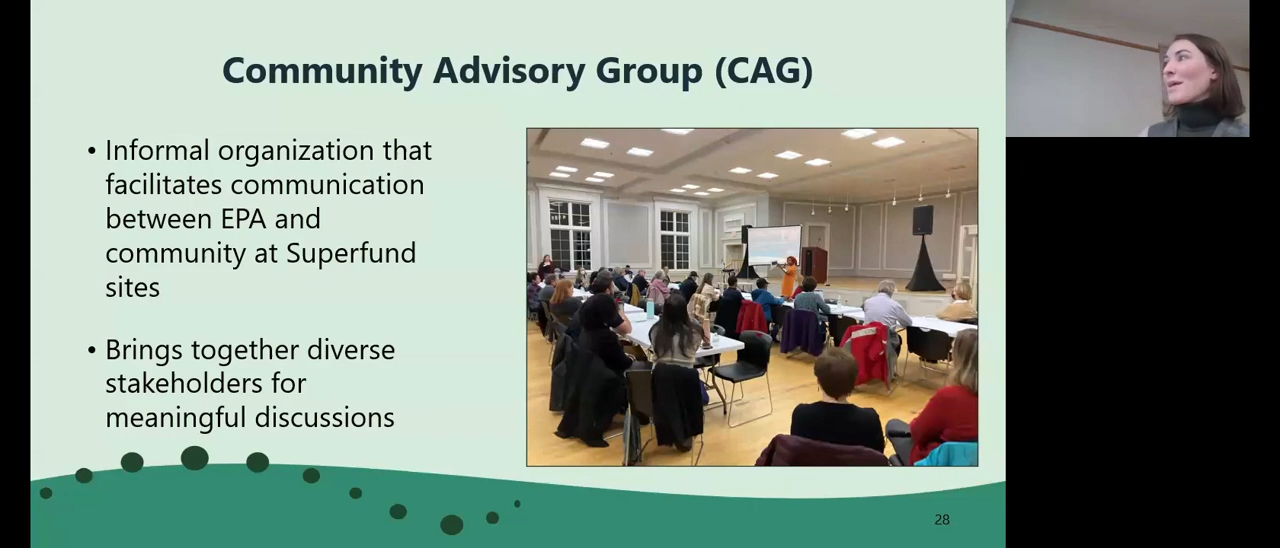 Community Advisory Group (CAG)
• Informal organization that
facilitates communication
between EPA and
community at Superfund
sites
• Brings together diverse
stakeholders for
meaningful discussions
28